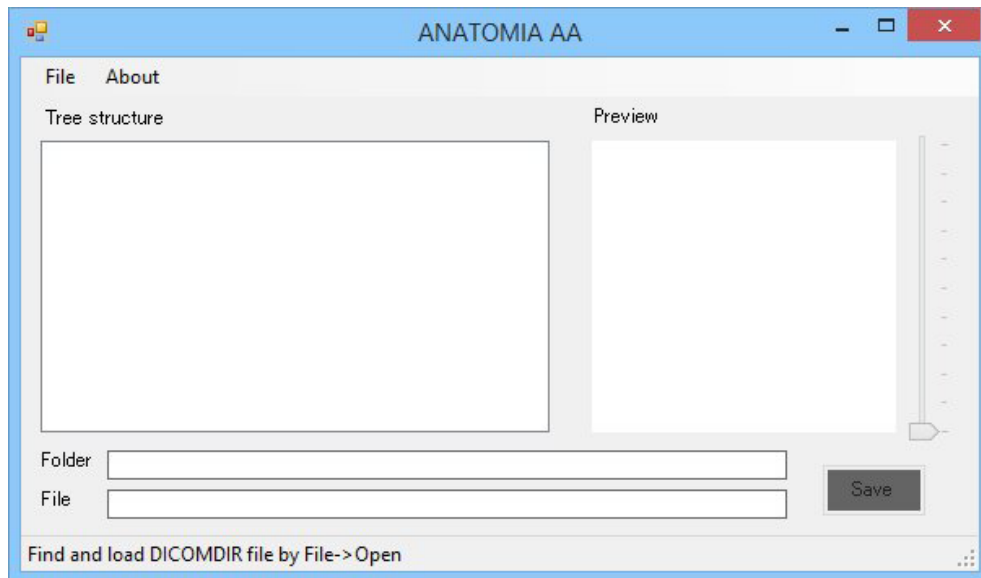 ANATOMIA AA
File About
Tree structure
Preview
Folder
File
Save
Find and load DICOMDIR file by File->Open